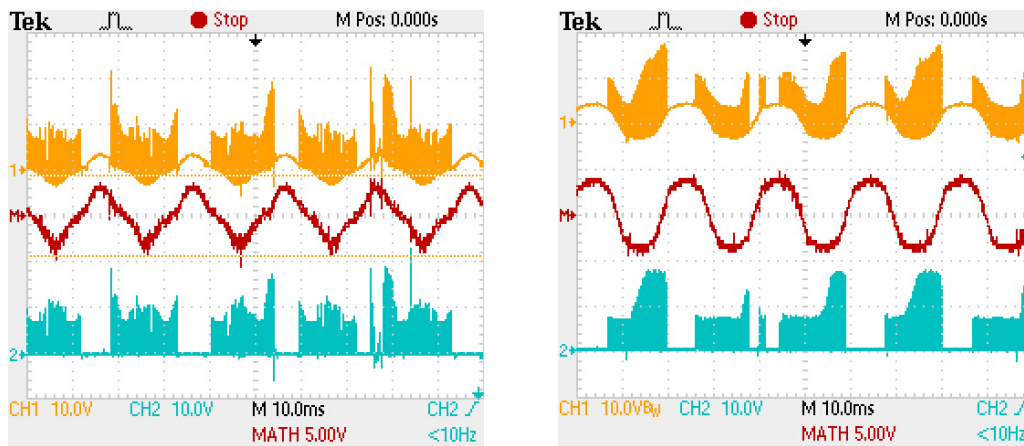 Tek Stop M Pos: 0.000s
1
M
2
CH1 10.0V CH2 10.0V M 10.0ms CH2
MATH 5.00V <10Hz
Tek Stop M Pos: 0.000s
1
M
2
CH1 10.0VBW CH2 10.0V M 10.0ms CH2
MATH 5.00V <10Hz